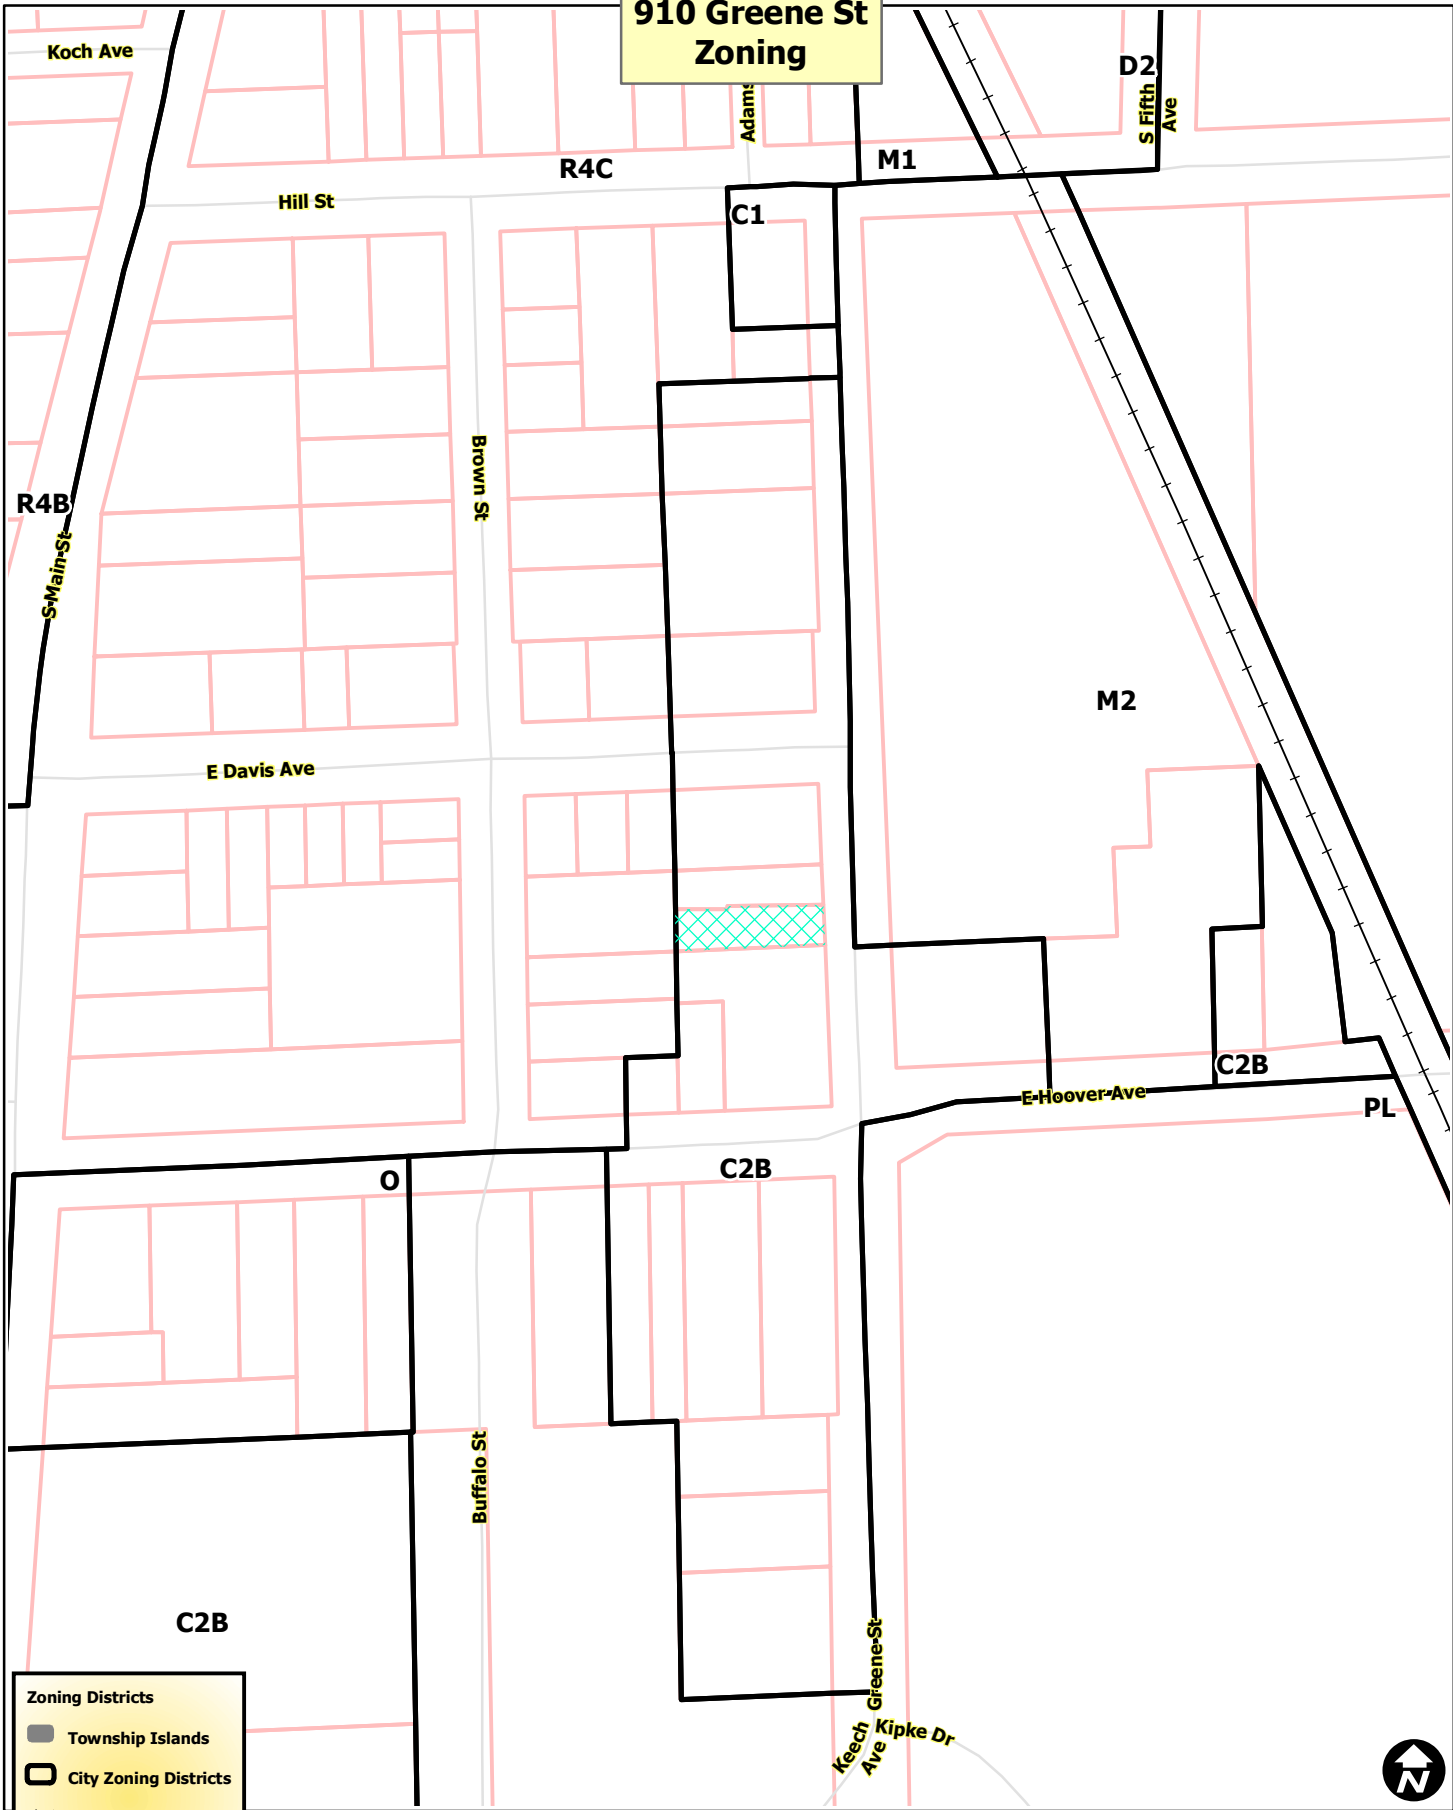 910 Greene St
Zoning
Koch Ave
D2
Adams
S Fifth
Ave
R4C
M1
Hill St
C1
Brown St
R4B
S Main St
M2
E Davis Ave
C2B
E Hoover Ave
PL
C2B
O
Buffalo St
C2B
Greene St
Keech
Ave
Kipke Dr
Zoning Districts
Township Islands
City Zoning Districts
N